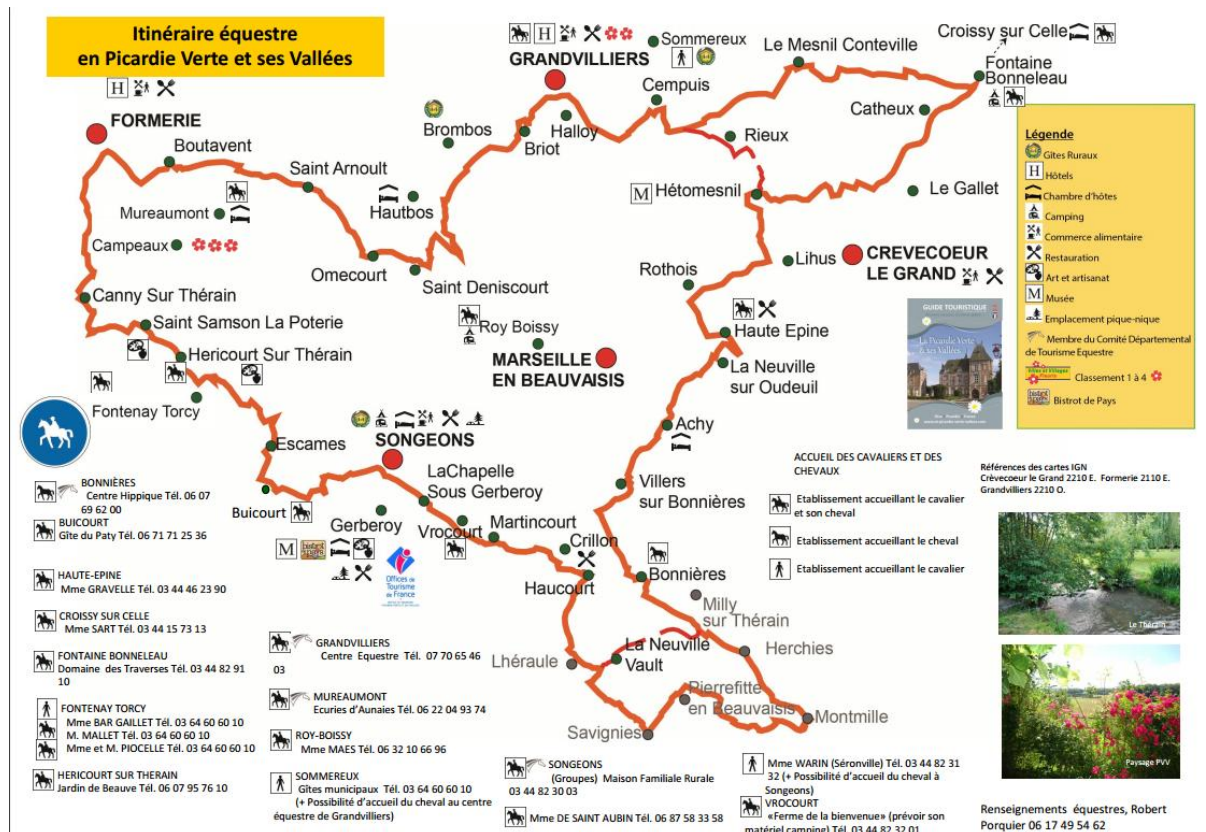 Itinéraire équestre
en Picardie Verte et ses Vallées
H
FORMERIE
Boutavent
Saint Arnoult
Mureaumont
Campeaux
Hautbos
Omecourt
Saint Deniscourt
Canny Sur Thérain
Saint Samson La Poterie
Hericourt Sur Thérain
Fontenay Torcy
Escames
Buicourt
Brombos
Briot
Halloy
H
GRANDVILLIERS
Sommereux
Cempuis
Le Mesnil Conteville
Croissy sur Celle
Fontaine
Bonneleau
Catheux
Rieux
Le Gallet
M Hétomesnil
Lihus
CREVECOEUR
LE GRAND
Rothois
Haute Epine
La Neuville
sur Oudeuil
Roy Boissy
MARSEILLE
EN BEAUVAISIS
Achy
Villers
sur Bonnières
SONGEONS
LaChapelle
Sous Gerberoy
Gerberoy
M
bistrot
de pays
Offices de
Tourisme
de France
Vrocourt
Martincourt
Crillon
Haucourt
Bonnières
Milly
sur Thérain
Herchies
La Neuville
Vault
Lhéraule
Pierrefitte
en Beauvaisis
Savignies
Montmille
Légende
Gîtes Ruraux
H Hôtels
Chambre d'hôtes
Camping
Commerce alimentaire
Restauration
Art et artisanat
M Musée
Emplacement pique-nique
Membre du Comité Départemental
de Tourisme Equestre
Classement 1 à 4
Bistrot de Pays
GUIDE TOURISTIQUE
La Picardie Verte
& ses Vallées
ACCUEIL DES CAVALIERS ET DES
CHEVAUX
Etablissement accueillant le cavalier
et son cheval
Etablissement accueillant le cheval
Etablissement accueillant le cavalier
Références des cartes IGN
Crèvecoeur le Grand 2210 E. Formerie 2110 E.
Grandvilliers 2210 O.
Le Thérain
Paysage PVV
Renseignements équestres, Robert
Porquier 06 17 49 54 62
BONNIÈRES
Centre Hippique Tél. 06 07
69 62 00
BUICOURT
Gîte du Paty Tél. 06 71 71 25 36
HAUTE-EPINE
Mme GRAVELLE Tél. 03 44 46 23 90
CROISSY SUR CELLE
Mme SART Tél. 03 44 15 73 13
FONTAINE BONNELEAU
Domaine des Traverses Tél. 03 44 82 91
10
FONTENAY TORCY
Mme BAR GAILLET Tél. 03 64 60 60 10
M. MALLET Tél. 03 64 60 60 10
Mme et M. PIOCELLE Tél. 03 64 60 60 10
HERICOURT SUR THERAIN
Jardin de Beauve Tél. 06 07 95 76 10
GRANDVILLIERS
Centre Equestre Tél. 07 70 65 46
03
MUREAUMONT
Ecuries d'Aunaies Tél. 06 22 04 93 74
ROY-BOISSY
Mme MAES Tél. 06 32 10 66 96
SOMMEREUX
Gîtes municipaux Tél. 03 64 60 60 10
(+ Possibilité d'accueil du cheval au centre
équestre de Grandvilliers)
SONGEONS
(Groupes) Maison Familiale Rurale
03 44 82 30 03
Mme DE SAINT AUBIN Tél. 06 87 58 33 58
Mme WARIN (Séronville) Tél. 03 44 82 31
32 (+ Possibilité d'accueil du cheval à
Songeons)
VROCOURT
«Ferme de la bienvenue» (prévoir son
matériel camping) Tél. 03 44 82 32 01